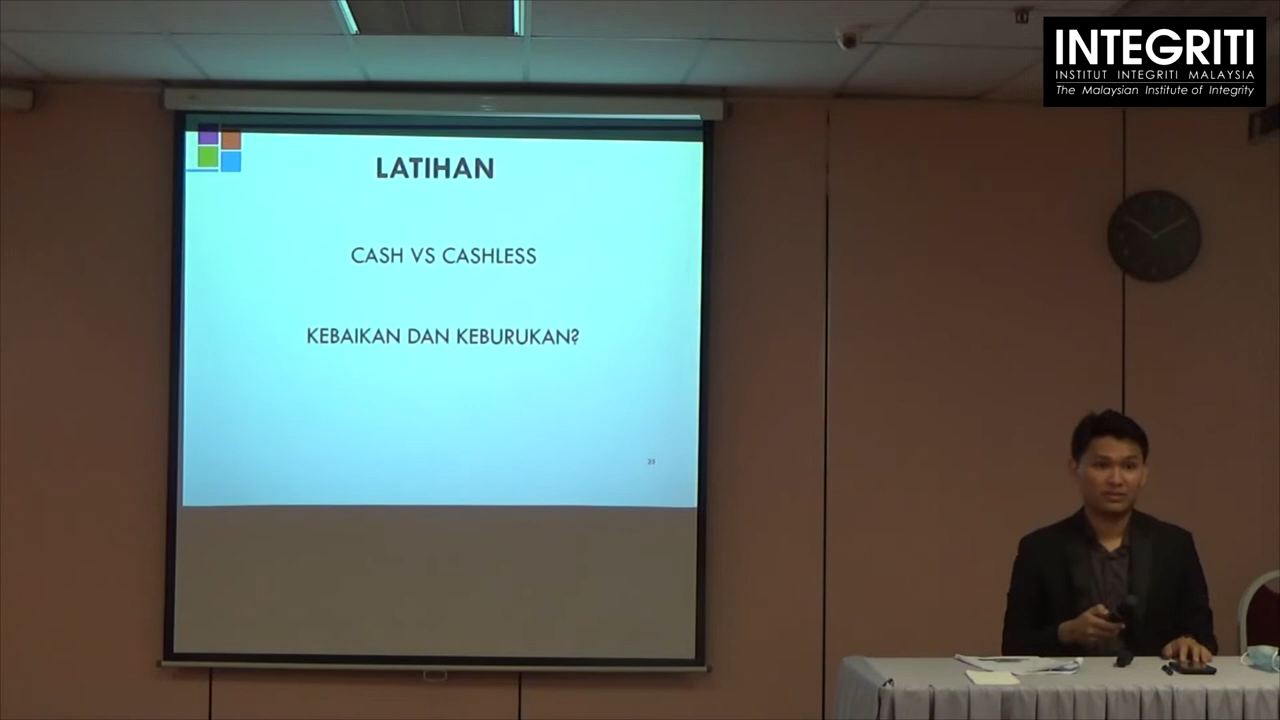 INTEGRITI
INSTITUT INTEGRITI MALAYSIA
The Malaysian Institute of Integrity
LATIHAN
CASH VS CASHLESS
KEBAIKAN DAN KEBURUKAN?
23